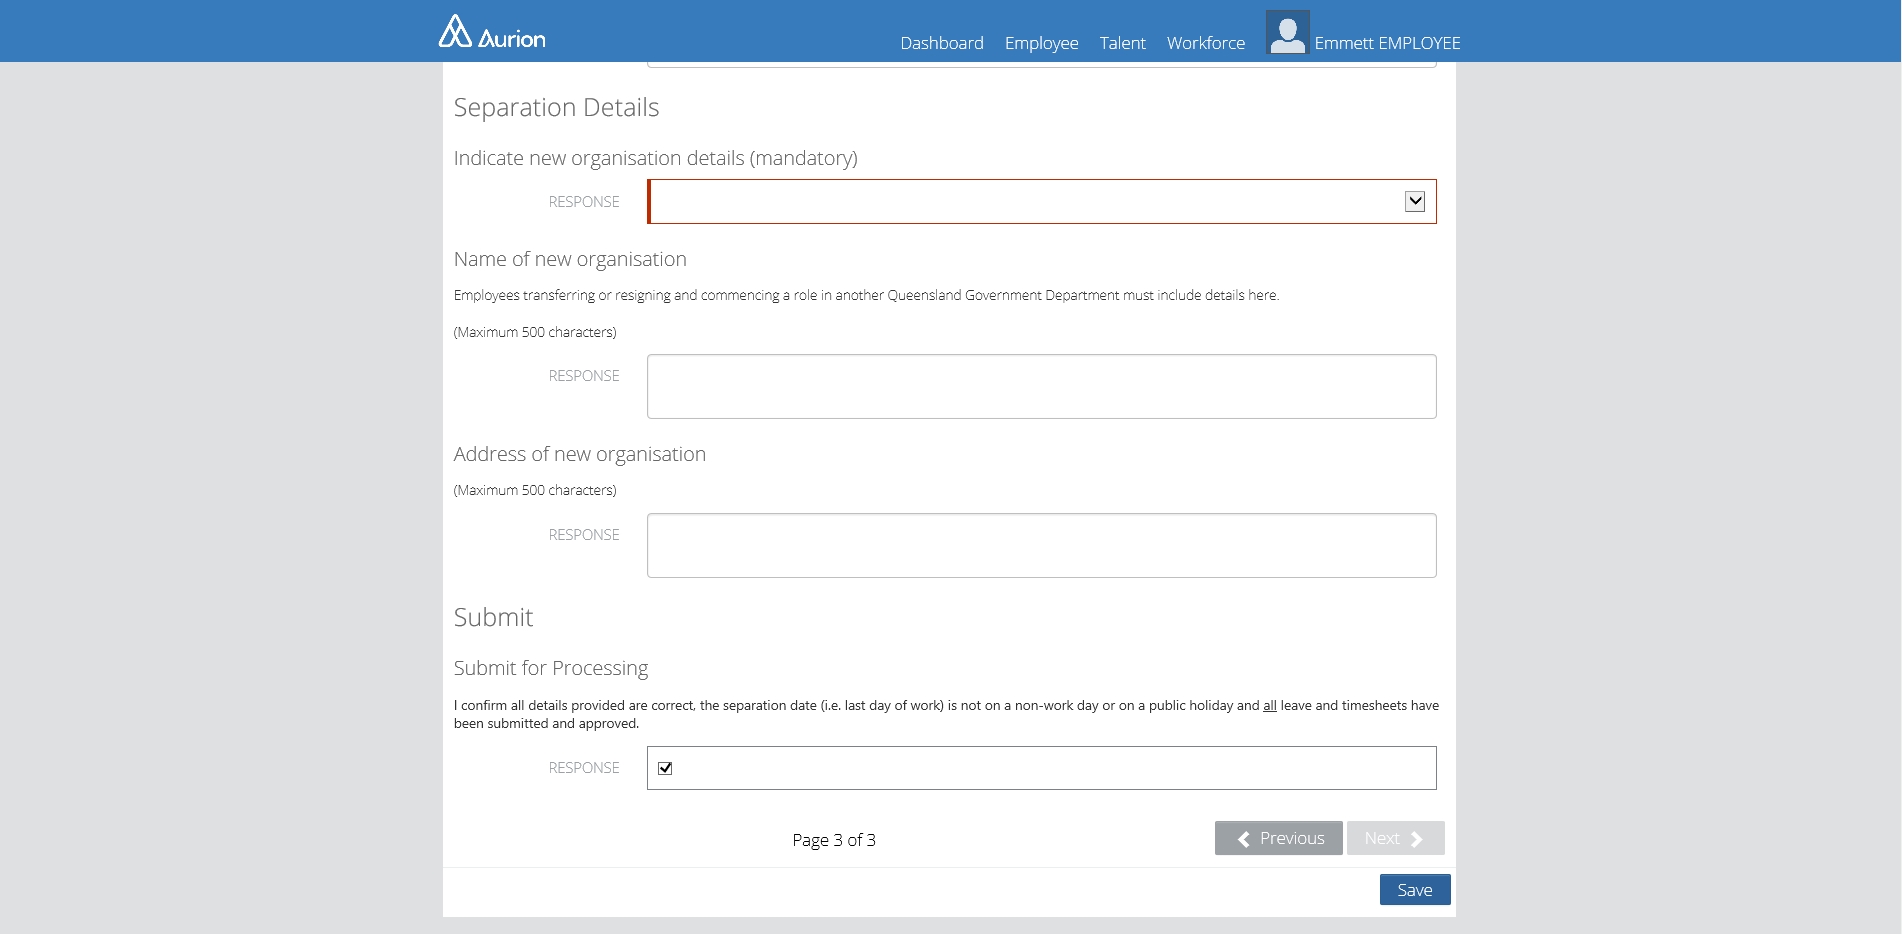 Aurion
Dashboard Employee Talent Workforce Emmett EMPLOYEE
Separation Details
Indicate new organisation details (mandatory)
RESPONSE
Name of new organisation
Employees transferring or resigning and commencing a role in another Queensland Government Department must include details here.
(Maximum 500 characters)
RESPONSE
Address of new organisation
(Maximum 500 characters)
RESPONSE
Submit
Submit for Processing
I confirm all details provided are correct, the separation date (i.e. last day of work) is not on a non-work day or on a public holiday and all leave and timesheets have
been submitted and approved.
RESPONSE
Page 3 of 3
Previous
Next
Save